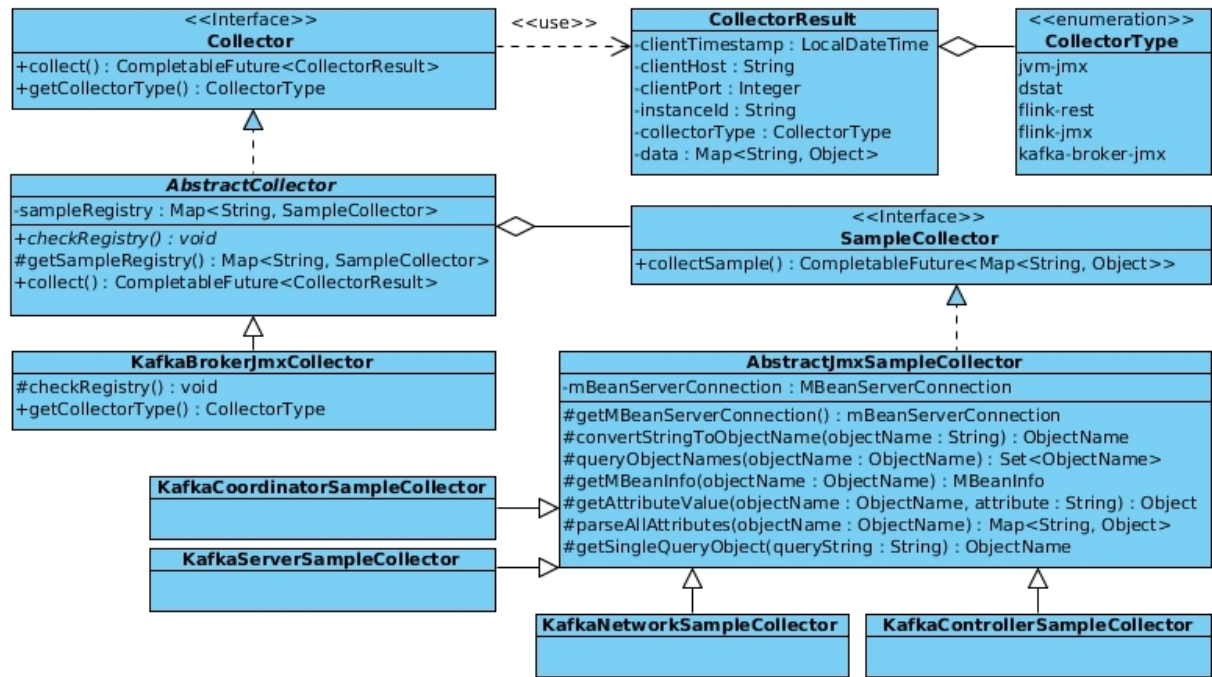 <<Interface>>
Collector
+collect() : CompletableFuture<CollectorResult>
+getCollectorType() : CollectorType
<<use>>
CollectorResult
-clientTimestamp : LocalDateTime
-clientHost : String
-clientPort : Integer
-instanceId : String
-collectorType : CollectorType
-data : Map<String, Object>
<<enumeration>>
CollectorType
jvm-jmx
dstat
flink-rest
flink-jmx
kafka-broker-jmx
AbstractCollector
-sampleRegistry : Map<String, SampleCollector>
+checkRegistry() : void
#getSampleRegistry() : Map<String, SampleCollector>
+collect() : CompletableFuture<CollectorResult>
<<Interface>>
SampleCollector
+collectSample() : CompletableFuture<Map<String, Object>>
KafkaBrokerJmxCollector
#checkRegistry() : void
+getCollectorType() : CollectorType
AbstractJmxSampleCollector
-mBeanServerConnection : MBeanServerConnection
#getMBeanServerConnection() : mBeanServerConnection
#convertStringToObjectName(objectName : String) : ObjectName
#queryObjectNames(objectName : ObjectName) : Set<ObjectName>
#getMBeanInfo(objectName : ObjectName) : MBeanInfo
#getAttributeValue(objectName : ObjectName, attribute : String) : Object
#parseAllAttributes(objectName : ObjectName) : Map<String, Object>
#getSingleQueryObject(queryString : String) : ObjectName
KafkaCoordinatorSampleCollector
KafkaServerSampleCollector
KafkaNetworkSampleCollector
KafkaControllerSampleCollector